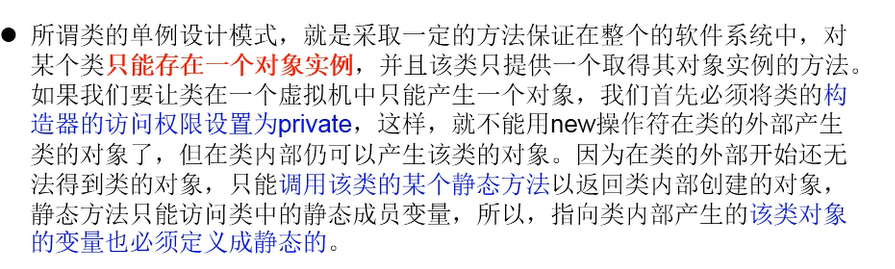 ● 所谓类的单例设计模式，就是采取一定的方法保证在整个的软件系统中，对
某个类只能存在一个对象实例，并且该类只提供一个取得其对象实例的方法。
如果我们要让类在一个虚拟机中只能产生一个对象，我们首先必须将类的构
造器的访问权限设置为private，这样，就不能用new操作符在类的外部产生
类的对象了，但在类内部仍可以产生该类的对象。因为在类的外部开始还无
法得到类的对象，只能调用该类的某个静态方法以返回类内部创建的对象，
静态方法只能访问类中的静态成员变量，所以，指向类内部产生的该类对象
的变量也必须定义成静态的。